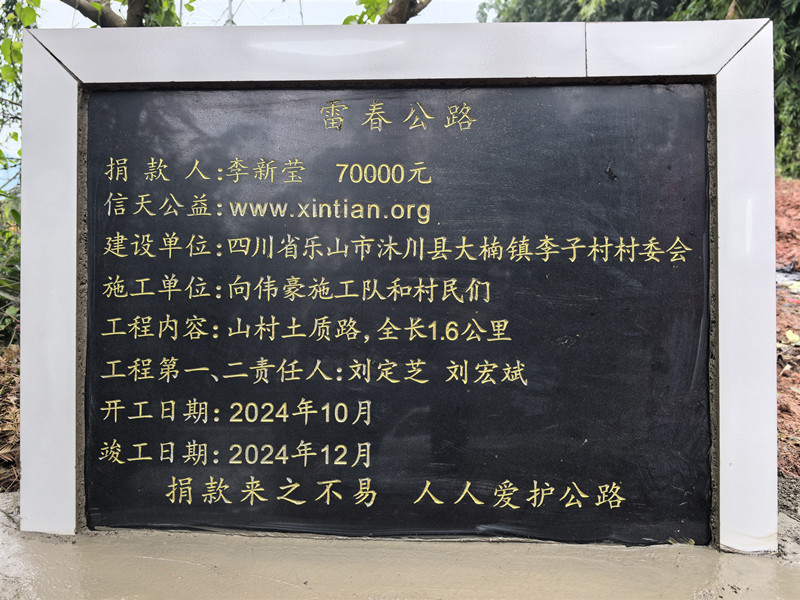 雷春公路
捐款人:李新莹 70000元
信天公益:www.xintian.org
建设单位:四川省乐山市沐川县大楠镇李子村村委会
施工单位:向伟豪施工队和村民们
工程内容:山村土质路,全长1.6公里
工程第一、二责任人:刘定芝 刘宏斌
开工日期:2024年10月
竣工日期:2024年12月
捐款来之不易 人人爱护公路